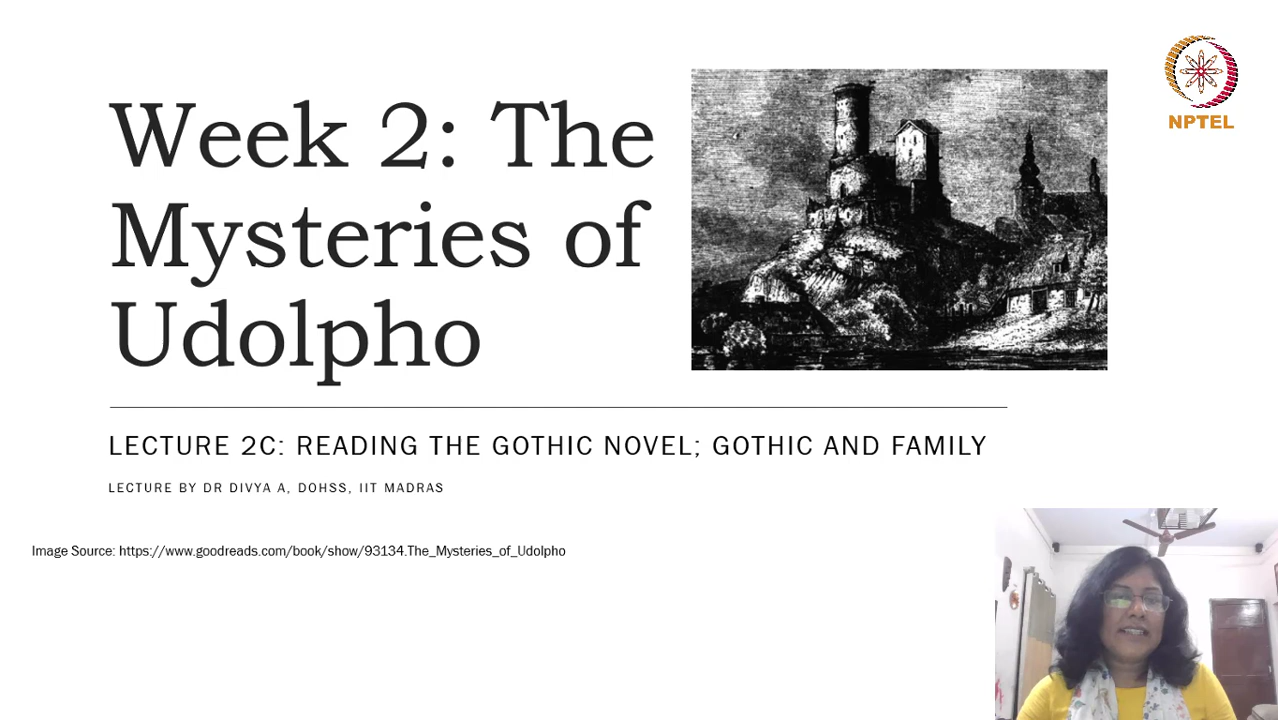 Week 2: The
Mysteries of
Udolpho
NPTEL
LECTURE 2C: READING THE GOTHIC NOVEL; GOTHIC AND FAMILY
LECTURE BY DR DIVYA A, DOHSS, IIT MADRAS
Image Source: https://www.goodreads.com/book/show/93134.The_Mysteries_of_Udolpho